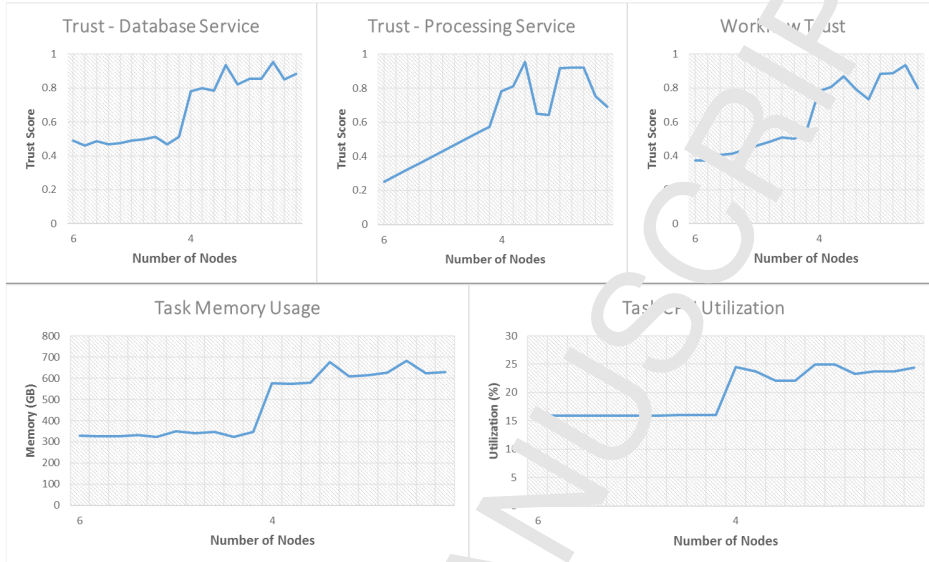 Trust - Database Service
1
0.8
0.6
0.4
0.2
0
Trust Score
6
4
Number of Nodes
Trust - Processing Service
1
0.8
0.6
0.4
0.2
0
Trust Score
6
4
Number of Nodes
Trust
1
0.8
0.6
0.4
0.2
0
Trust Score
6
4
Number of Nodes
Task Memory Usage
800
700
600
500
400
300
200
100
0
Memory (GB)
6
4
Number of Nodes
Utilization
30
25
20
15
10
5
Utilization (%)
6
4
Number of Nodes